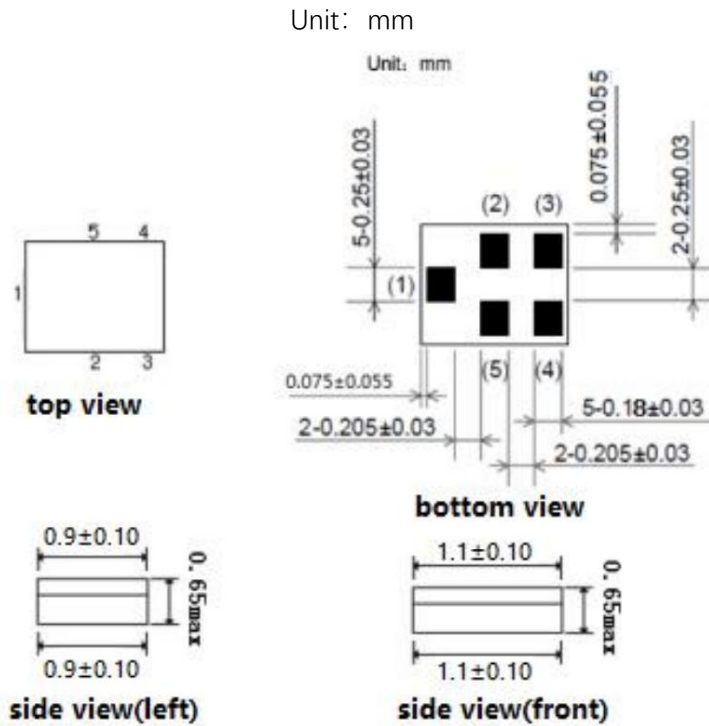 Unit: mm
Unit: mm
5-0.25±0.03
0.075±0.055
2-0.25±0.03
(2) (3)
5 4
(1)
1
2 3
(5) (4)
top view
0.075±0.055
5-0.18±0.03
2-0.205±0.03
2-0.205±0.03
bottom view
0.9±0.10
0.65max
0.9±0.10
side view(left)
1.1±0.10
0.65max
1.1±0.10
side view(front)